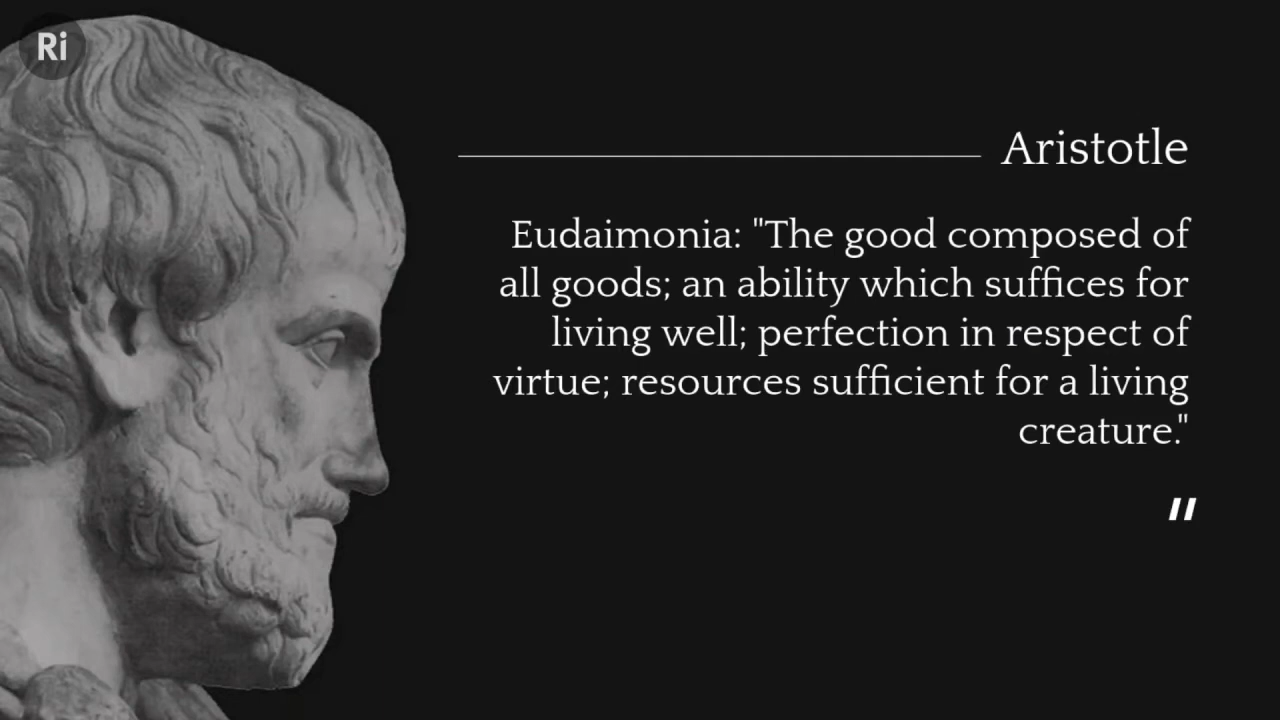 Ri
Aristotle
Eudaimonia: "The good composed of
all goods; an ability which suffices for
living well; perfection in respect of
virtue; resources sufficient for a living
creature."
"